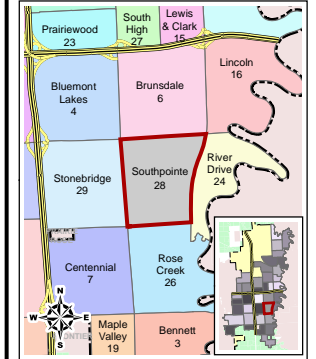 Prairiewood
23
South
High
27
Lewis
& Clark
15
Lincoln
16
Bluemont
Lakes
4
Brunsdale
6
Stonebridge
29
Southpointe
28
River
Drive
24
Centennial
7
Rose
Creek
26
N
W E
S
Maple
Valley
19
Bennett
3